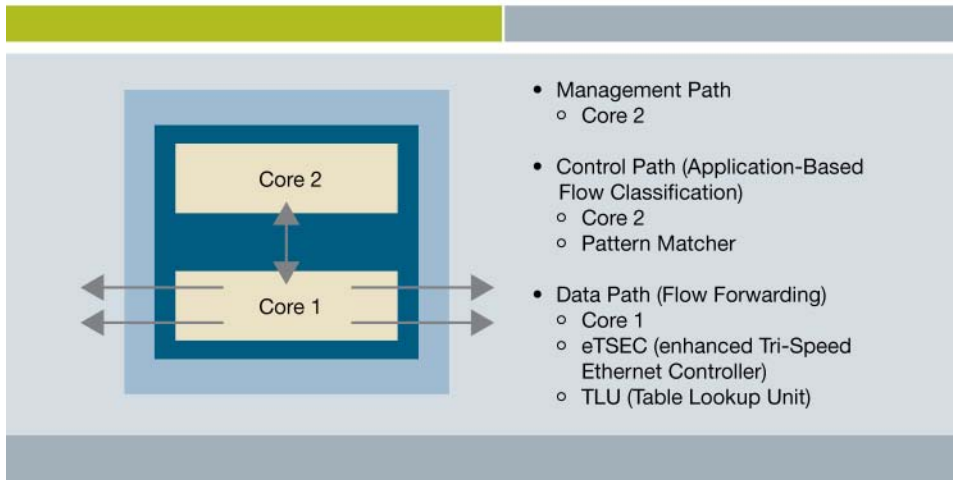 Core 2
Core 1
• Management Path
○ Core 2
• Control Path (Application-Based
Flow Classification)
○ Core 2
○ Pattern Matcher
• Data Path (Flow Forwarding)
○ Core 1
○ eTSEC (enhanced Tri-Speed
Ethernet Controller)
○ TLU (Table Lookup Unit)